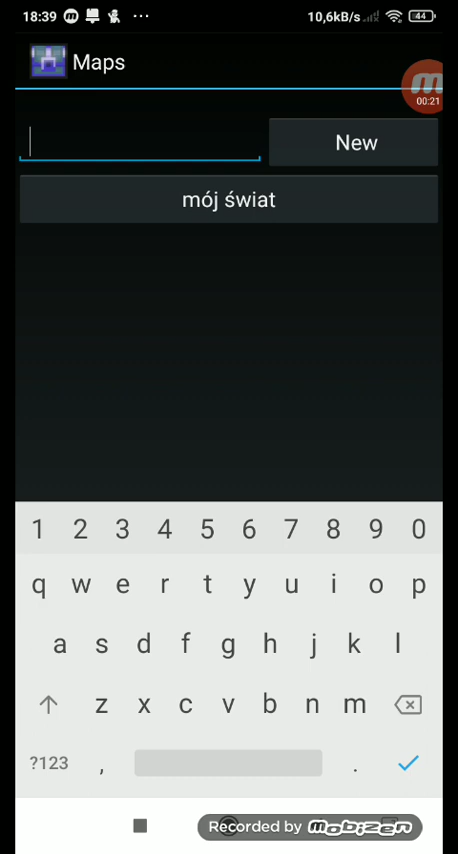 18:39 10,6kB/s 44
Maps
00:21
New
mój świat
1 2 3 4 5 6 7 8 9 0
q w e r t y u i o p
a s d f g h j k l
z x c v b n m
?123 , .
Recorded by mobizen